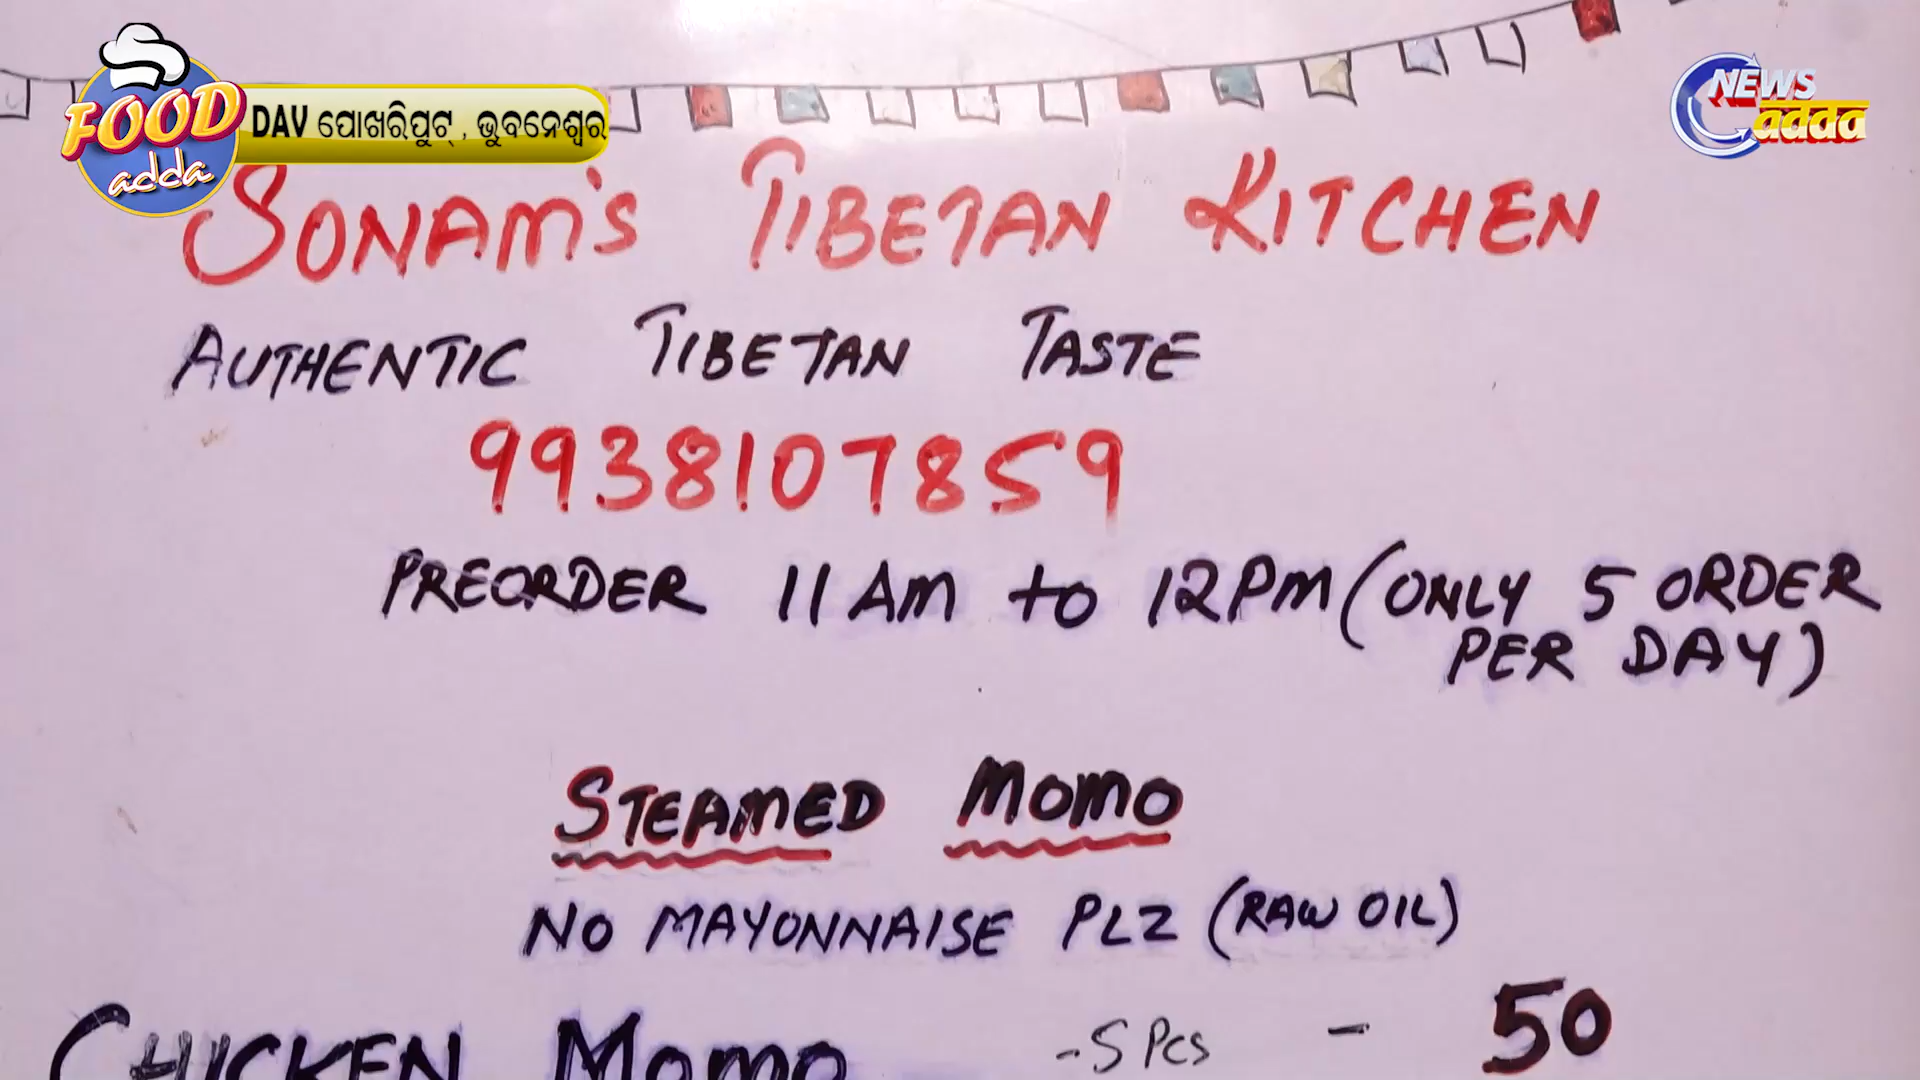 FOOD
adda
DAV ପୋଖରିପୁଟ୍ , ଭୁବନେଶ୍ୱର
NEWS
adda
SONAM'S TIBETAN KITCHEN
AUTHENTIC TIBETAN TASTE
9938107859
PREORDER 11 AM to 12PM (ONLY 5 ORDER
PER DAY)
STEAMED MOMO
NO MAYONNAISE PLZ (RAW OIL)
CHICKEN MOMO -5 Pcs - 50